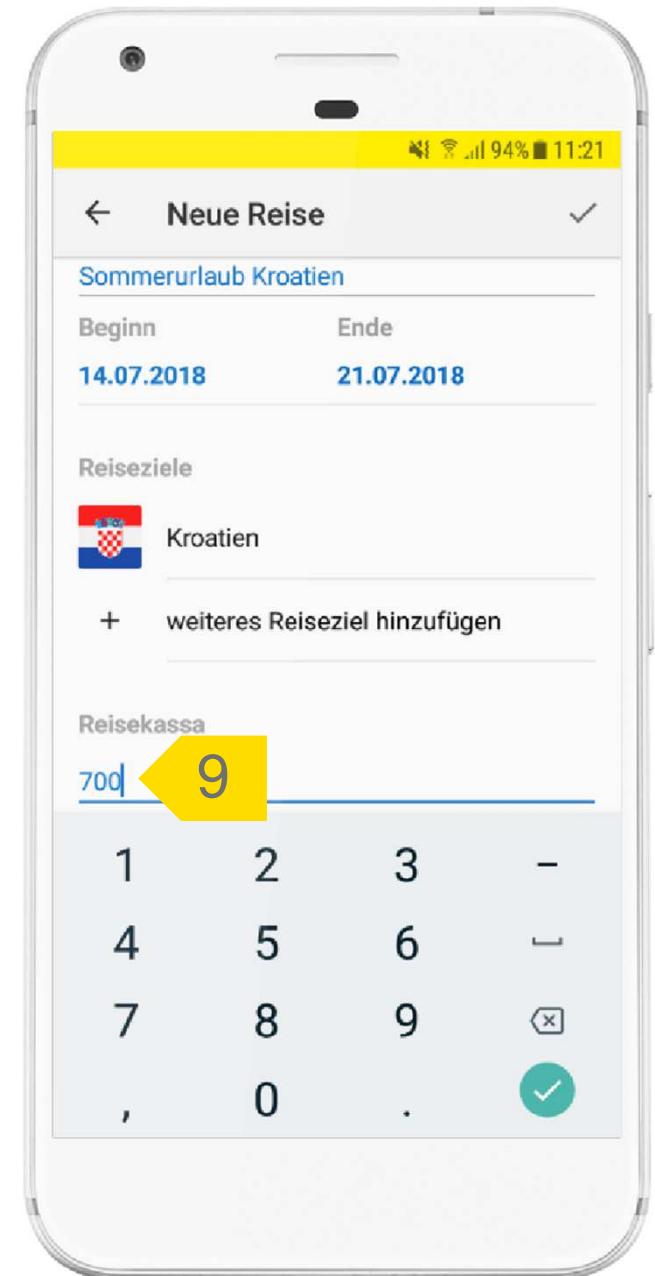 94% 11:21
Neue Reise
Sommerurlaub Kroatien
Beginn Ende
14.07.2018 21.07.2018
Reiseziele
Kroatien
+ weiteres Reiseziel hinzufügen
Reisekassa
700 9
1 2 3 –
4 5 6
7 8 9
, 0 .